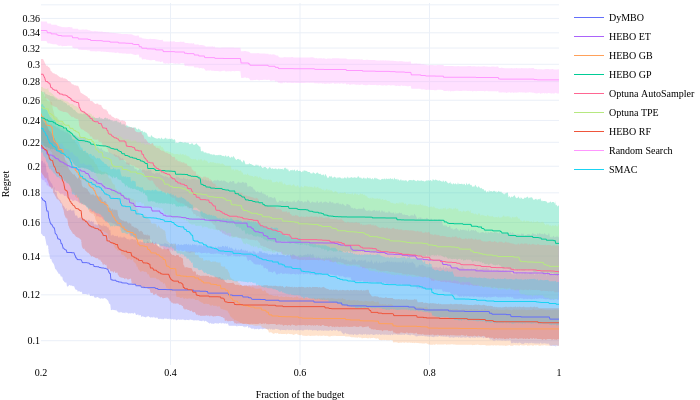 0.36
0.34
0.32
0.3
0.28
0.26
0.24
0.22
0.2
0.18
0.16
0.14
0.12
0.1
Regret
0.2
0.4
0.6
0.8
1
Fraction of the budget
DyMBO
HEBO ET
HEBO GB
HEBO GP
Optuna AutoSampler
Optuna TPE
HEBO RF
Random Search
SMAC